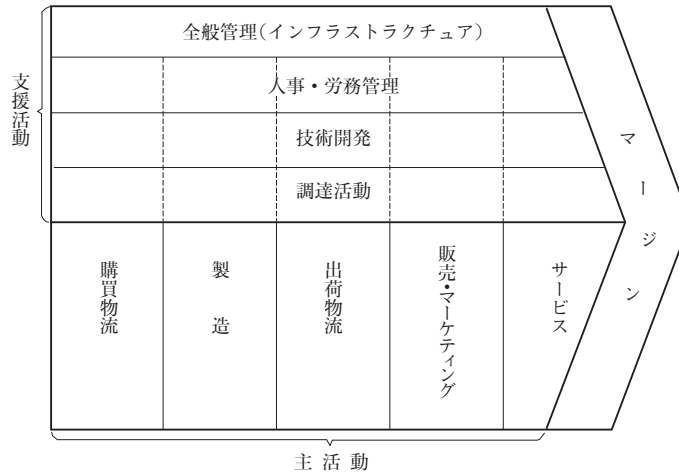 全般管理(インフラストラクチュア)
人事・労務管理
技術開発
調達活動
支援活動
マージン
購買物流
製造
出荷物流
販売・マーケティング
サービス
主活動